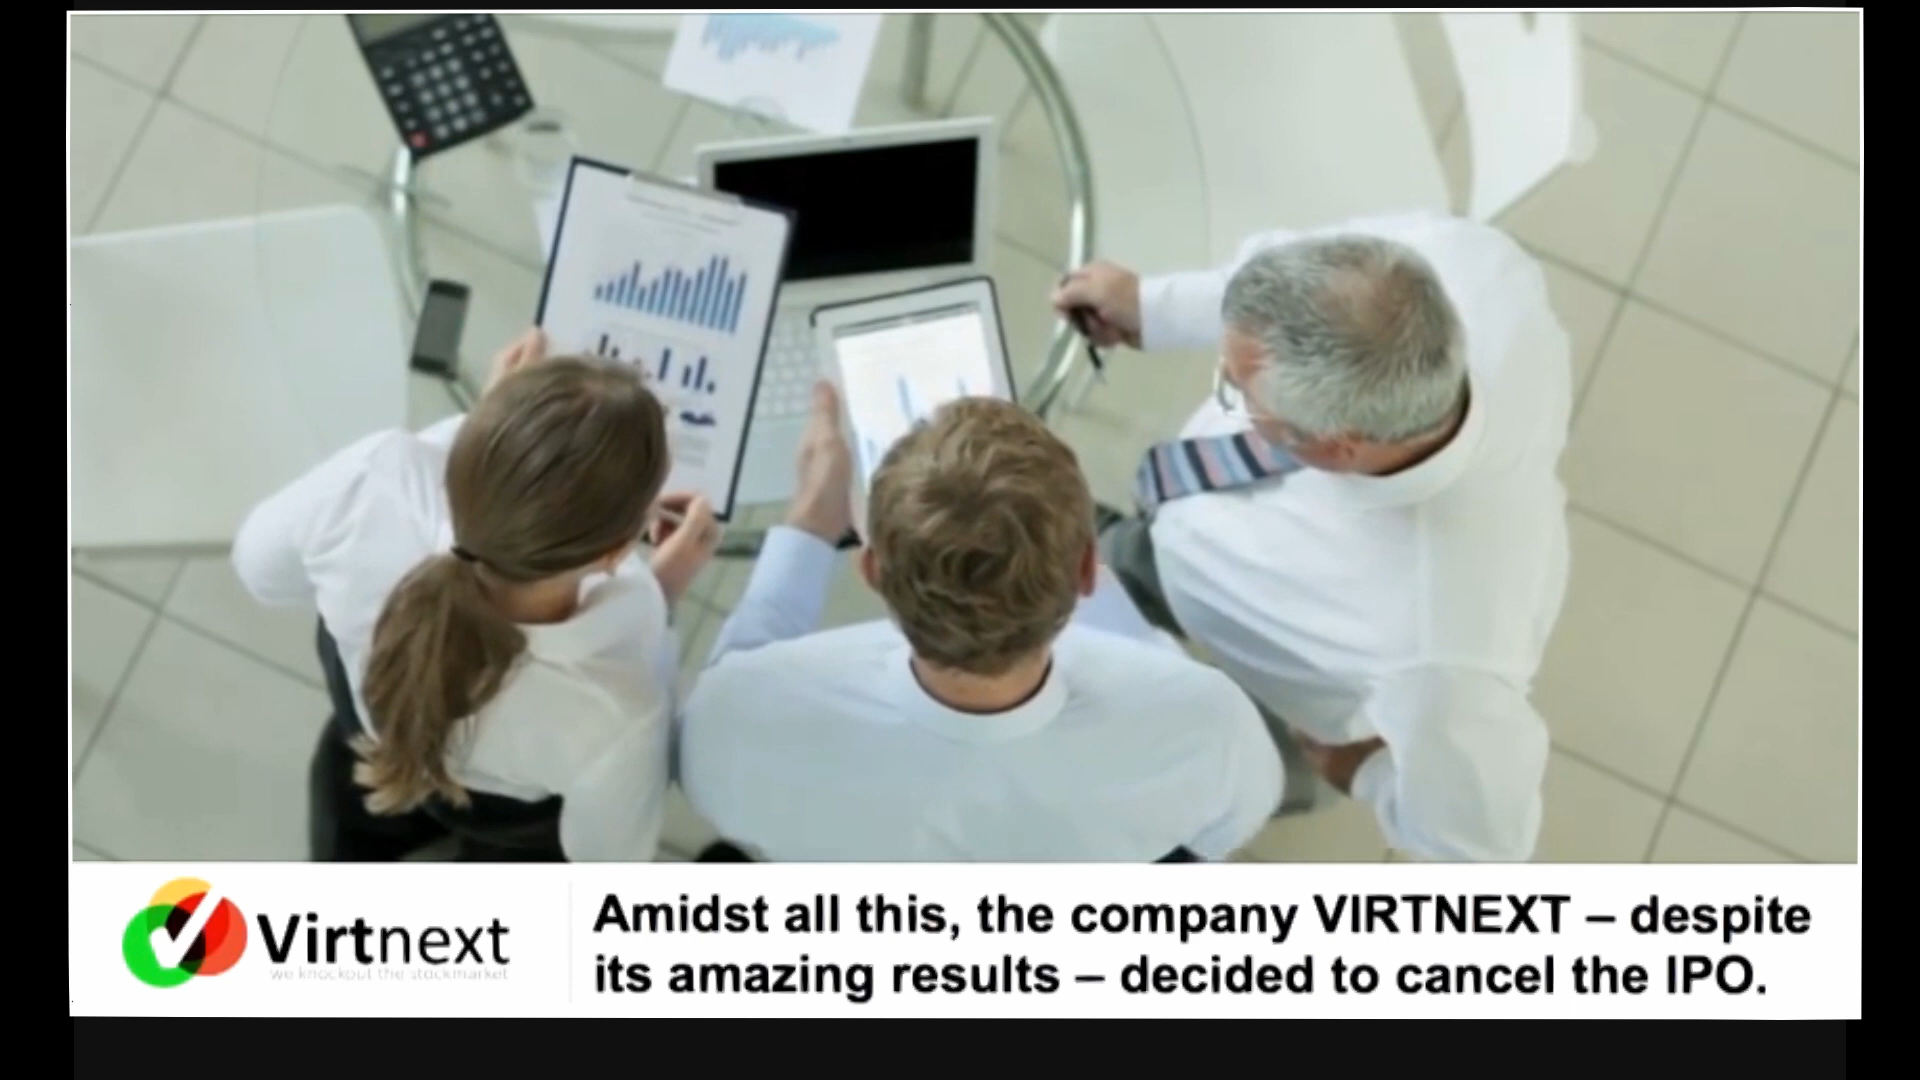 Virtnext
we knockout the stockmarket
Amidst all this, the company VIRTNEXT – despite
its amazing results – decided to cancel the IPO.